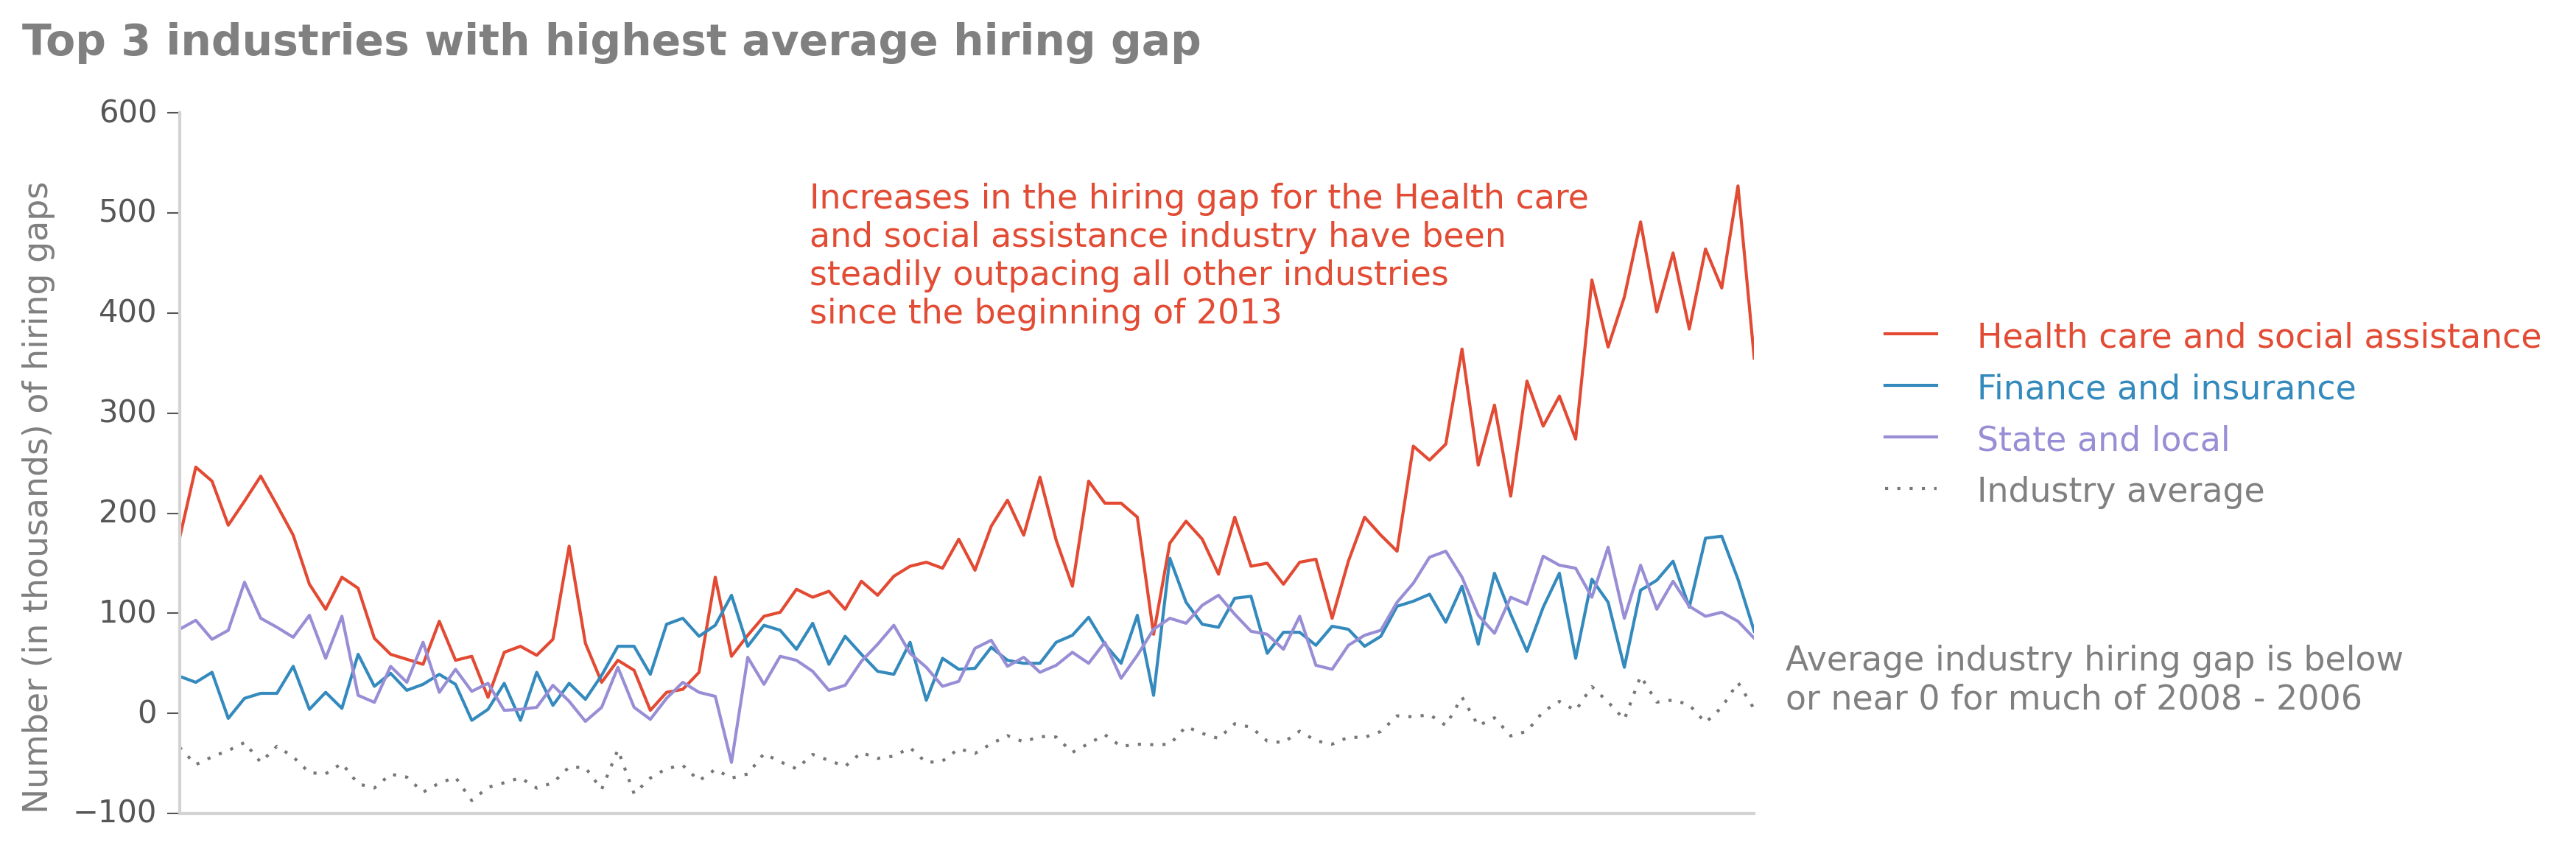 Top 3 industries with highest average hiring gap
Number (in thousands) of hiring gaps
600
500
400
300
200
100
0
−100
Increases in the hiring gap for the Health care
and social assistance industry have been
steadily outpacing all other industries
since the beginning of 2013
Health care and social assistance
Finance and insurance
State and local
Industry average
Average industry hiring gap is below
or near 0 for much of 2008 - 2006